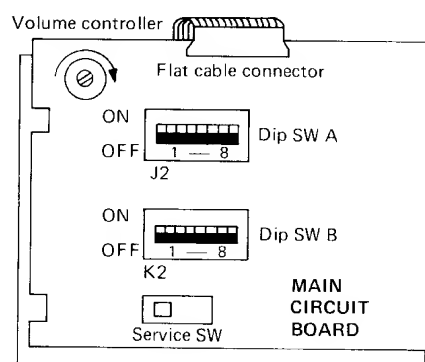 Volume controller
Flat cable connector
ON
OFF
1 — 8
Dip SW A
J2
ON
OFF
1 — 8
Dip SW B
K2
Service SW
MAIN
CIRCUIT
BOARD